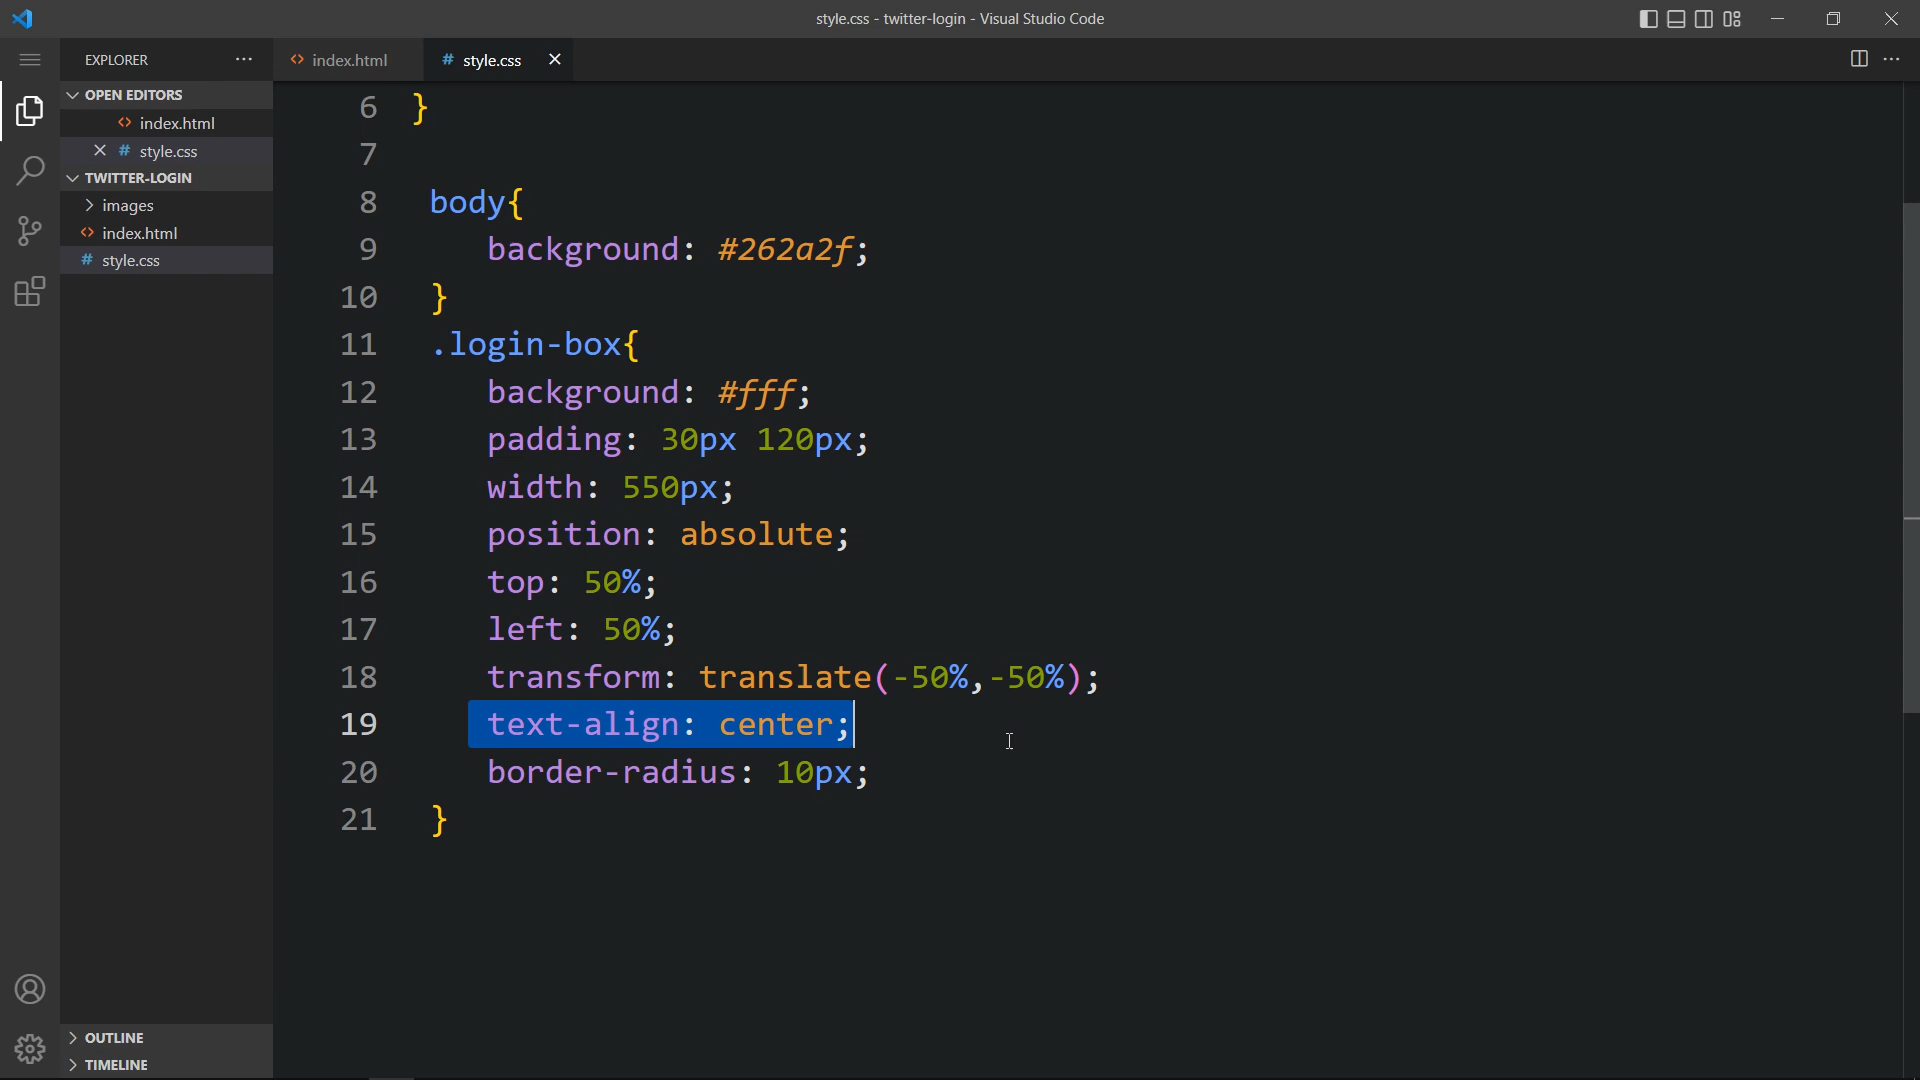 style.css - twitter-login - Visual Studio Code
EXPLORER
index.html
style.css
OPEN EDITORS
index.html
style.css
TWITTER-LOGIN
images
index.html
style.css
OUTLINE
TIMELINE
6 }
7
8 body{
9 background: #262a2f;
10 }
11 .login-box{
12 background: #fff;
13 padding: 30px 120px;
14 width: 550px;
15 position: absolute;
16 top: 50%;
17 left: 50%;
18 transform: translate(-50%,-50%);
19 text-align: center;
20 border-radius: 10px;
21 }